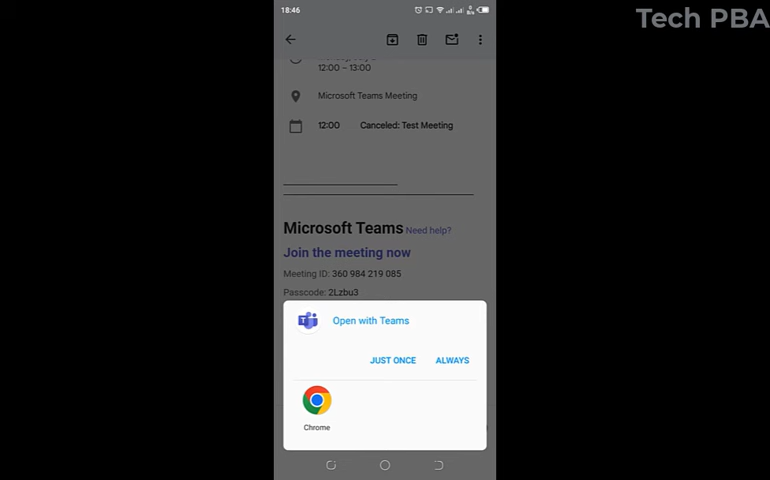 18:46
Tech PBA
12:00 – 13:00
Microsoft Teams Meeting
12:00 Canceled: Test Meeting
Microsoft Teams Need help?
Join the meeting now
Meeting ID: 360 984 219 085
Passcode: 2Lzbu3
Open with Teams
JUST ONCE ALWAYS
Chrome